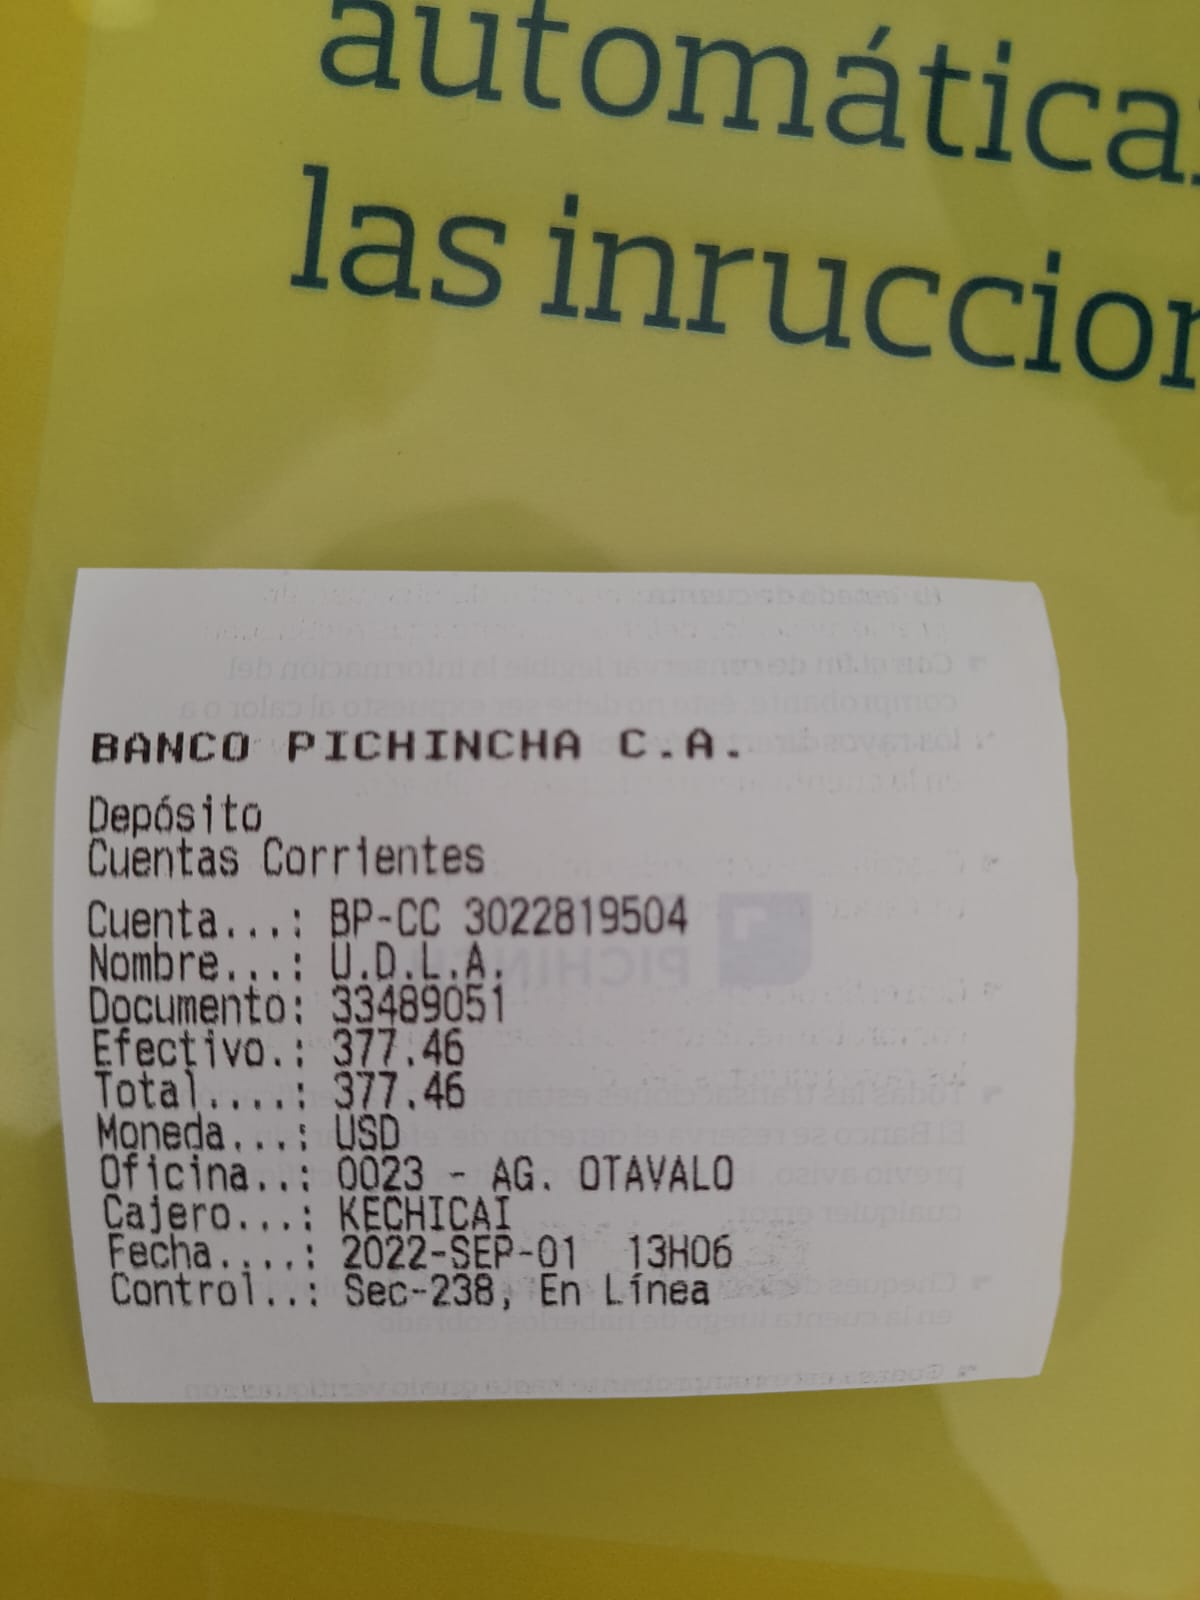 automática
las inruccion
BANCO PICHINCHA C.A.
Depósito
Cuentas Corrientes
Cuenta...: BP-CC 3022819504
Nombre...: U.D.L.A.
Documento: 33489051
Efectivo.: 377.46
Total....: 377.46
Moneda...: USD
Oficina..: 0023 - AG. OTAVALO
Cajero...: KECHICAI
Fecha....: 2022-SEP-01 13H06
Control..: Sec-238, En Línea